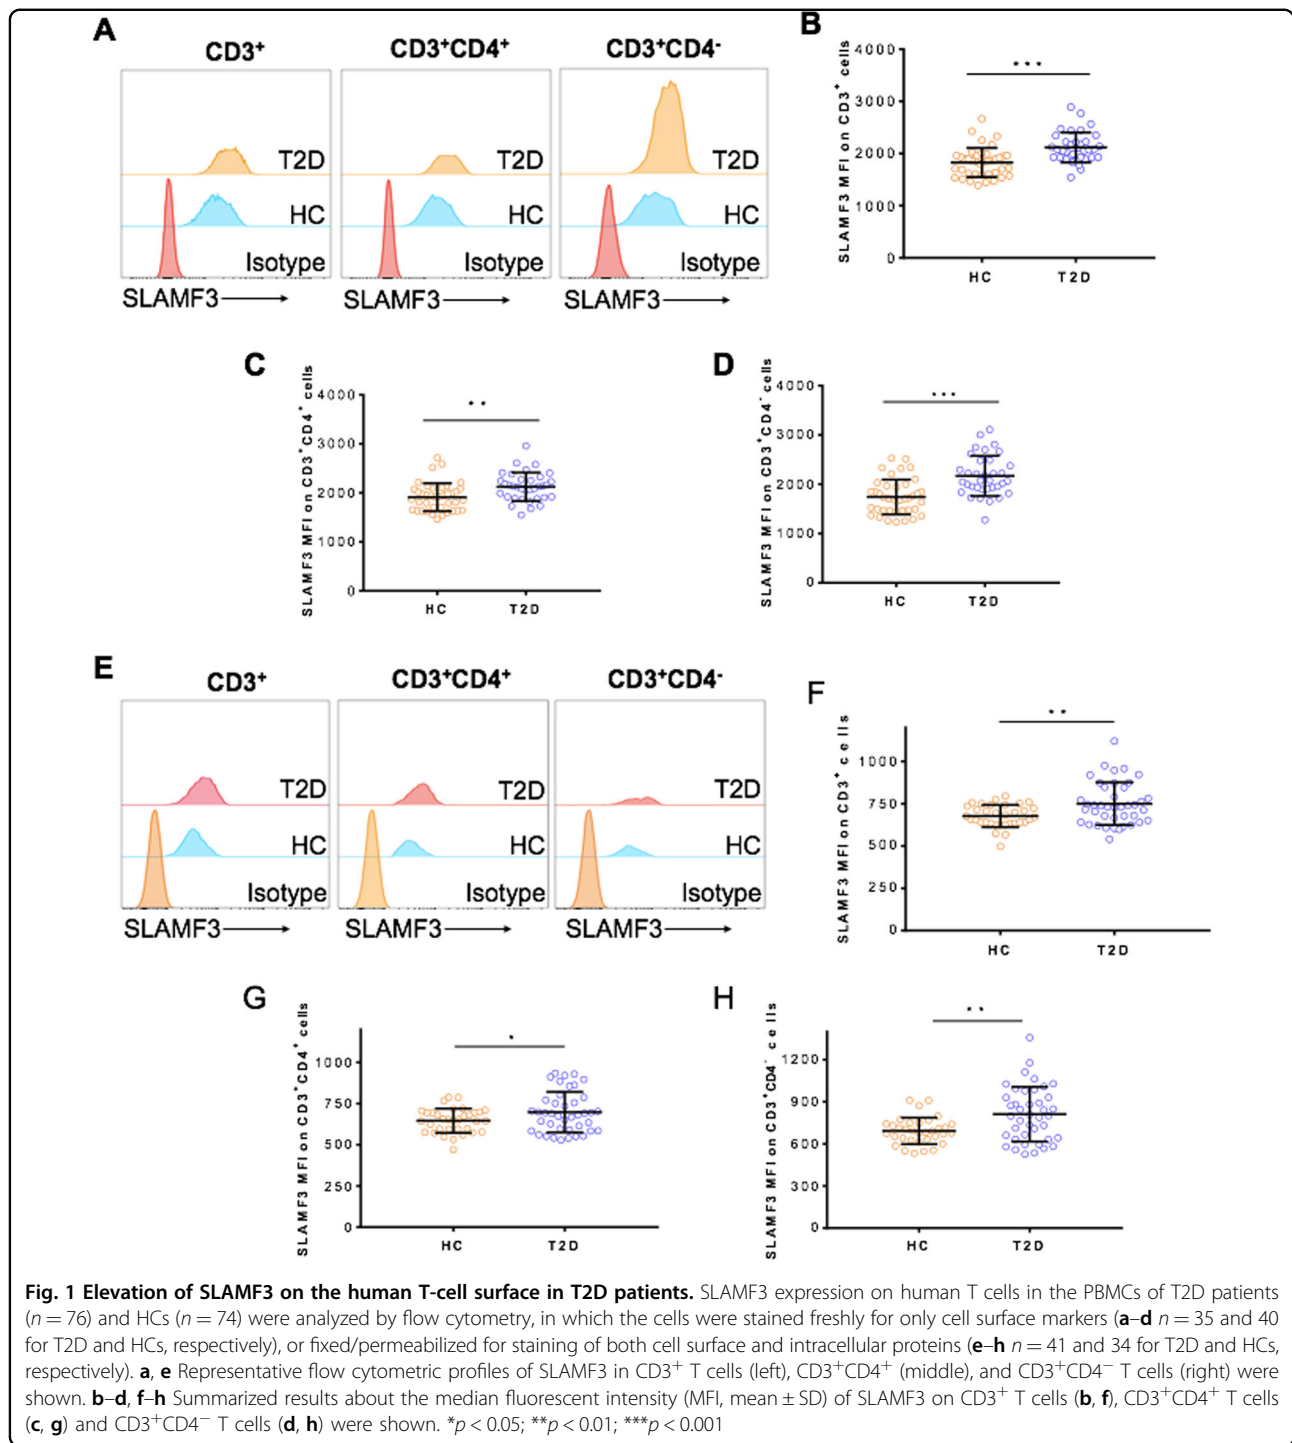 A
CD3⁺ CD3⁺CD4⁺ CD3⁺CD4⁻
T2D T2D T2D
HC HC HC
Isotype Isotype Isotype
SLAMF3 SLAMF3 SLAMF3
B
SLAMF3 MFI on CD3⁺ cells
4000
3000
2000
1000
0
***
HC T2D
C
SLAMF3 MFI on CD3⁺CD4⁺ cells
4000
3000
2000
1000
0
**
HC T2D
D
SLAMF3 MFI on CD3⁺CD4⁻ cells
4000
3000
2000
1000
0
***
HC T2D
E
CD3⁺ CD3⁺CD4⁺ CD3⁺CD4⁻
T2D T2D T2D
HC HC HC
Isotype Isotype Isotype
SLAMF3 SLAMF3 SLAMF3
F
SLAMF3 MFI on CD3⁺ cells
1000
750
500
250
0
**
HC T2D
G
SLAMF3 MFI on CD3⁺CD4⁺ cells
1000
750
500
250
0
*
HC T2D
H
SLAMF3 MFI on CD3⁺CD4⁻ cells
1200
900
600
300
0
**
HC T2D
Fig. 1 Elevation of SLAMF3 on the human T-cell surface in T2D patients. SLAMF3 expression on human T cells in the PBMCs of T2D patients
(n = 76) and HCs (n = 74) were analyzed by flow cytometry, in which the cells were stained freshly for only cell surface markers (a–d n = 35 and 40
for T2D and HCs, respectively), or fixed/permeabilized for staining of both cell surface and intracellular proteins (e–h n = 41 and 34 for T2D and HCs,
respectively). a, e Representative flow cytometric profiles of SLAMF3 in CD3⁺ T cells (left), CD3⁺CD4⁺ (middle), and CD3⁺CD4⁻ T cells (right) were
shown. b–d, f–h Summarized results about the median fluorescent intensity (MFI, mean ± SD) of SLAMF3 on CD3⁺ T cells (b, f), CD3⁺CD4⁺ T cells
(c, g) and CD3⁺CD4⁻ T cells (d, h) were shown. *p < 0.05; **p < 0.01; ***p < 0.001